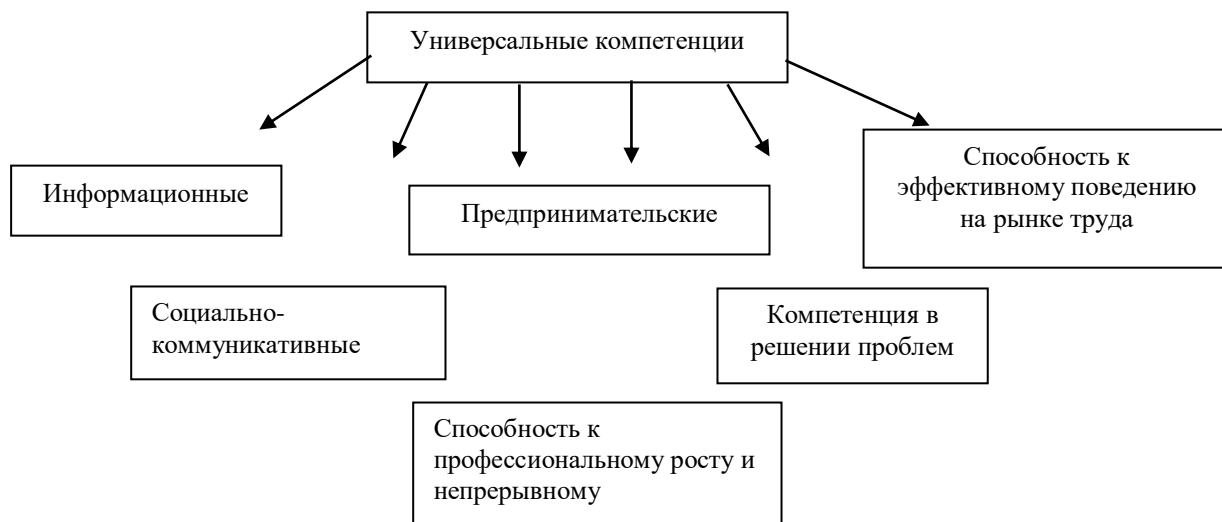 Универсальные компетенции
Информационные
Предпринимательские
Способность к
эффективному поведению
на рынке труда
Социально-
коммуникативные
Компетенция в
решении проблем
Способность к
профессиональному росту и
непрерывному